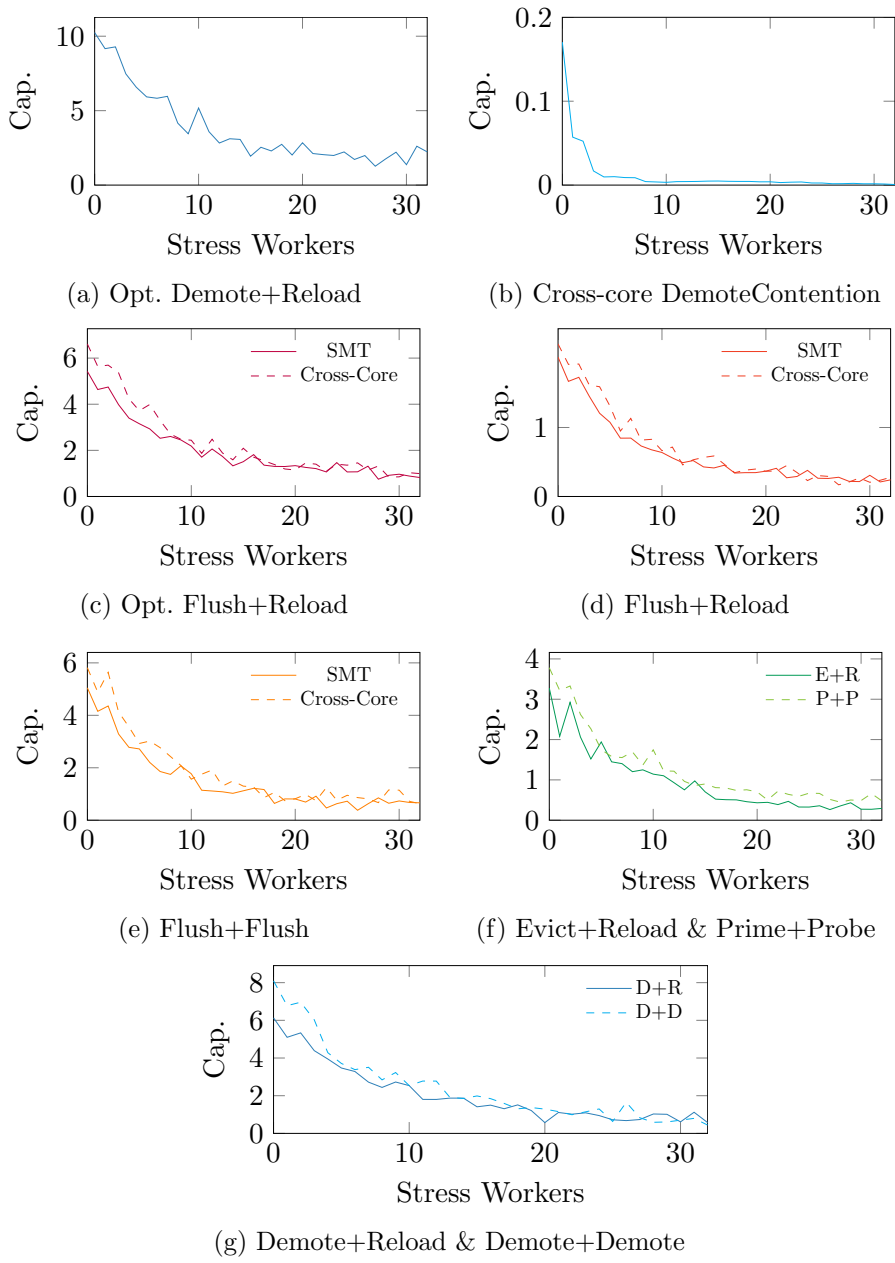 10
5
0
Cap.
0 10 20 30
Stress Workers
(a) Opt. Demote+Reload
0.2
0.1
0
Cap.
0 10 20 30
Stress Workers
(b) Cross-core DemoteContention
6
4
2
0
Cap.
SMT
Cross-Core
0 10 20 30
Stress Workers
(c) Opt. Flush+Reload
1
0
Cap.
SMT
Cross-Core
0 10 20 30
Stress Workers
(d) Flush+Reload
6
4
2
0
Cap.
SMT
Cross-Core
0 10 20 30
Stress Workers
(e) Flush+Flush
4
3
2
1
0
Cap.
E+R
P+P
0 10 20 30
Stress Workers
(f) Evict+Reload & Prime+Probe
8
6
4
2
0
Cap.
D+R
D+D
0 10 20 30
Stress Workers
(g) Demote+Reload & Demote+Demote